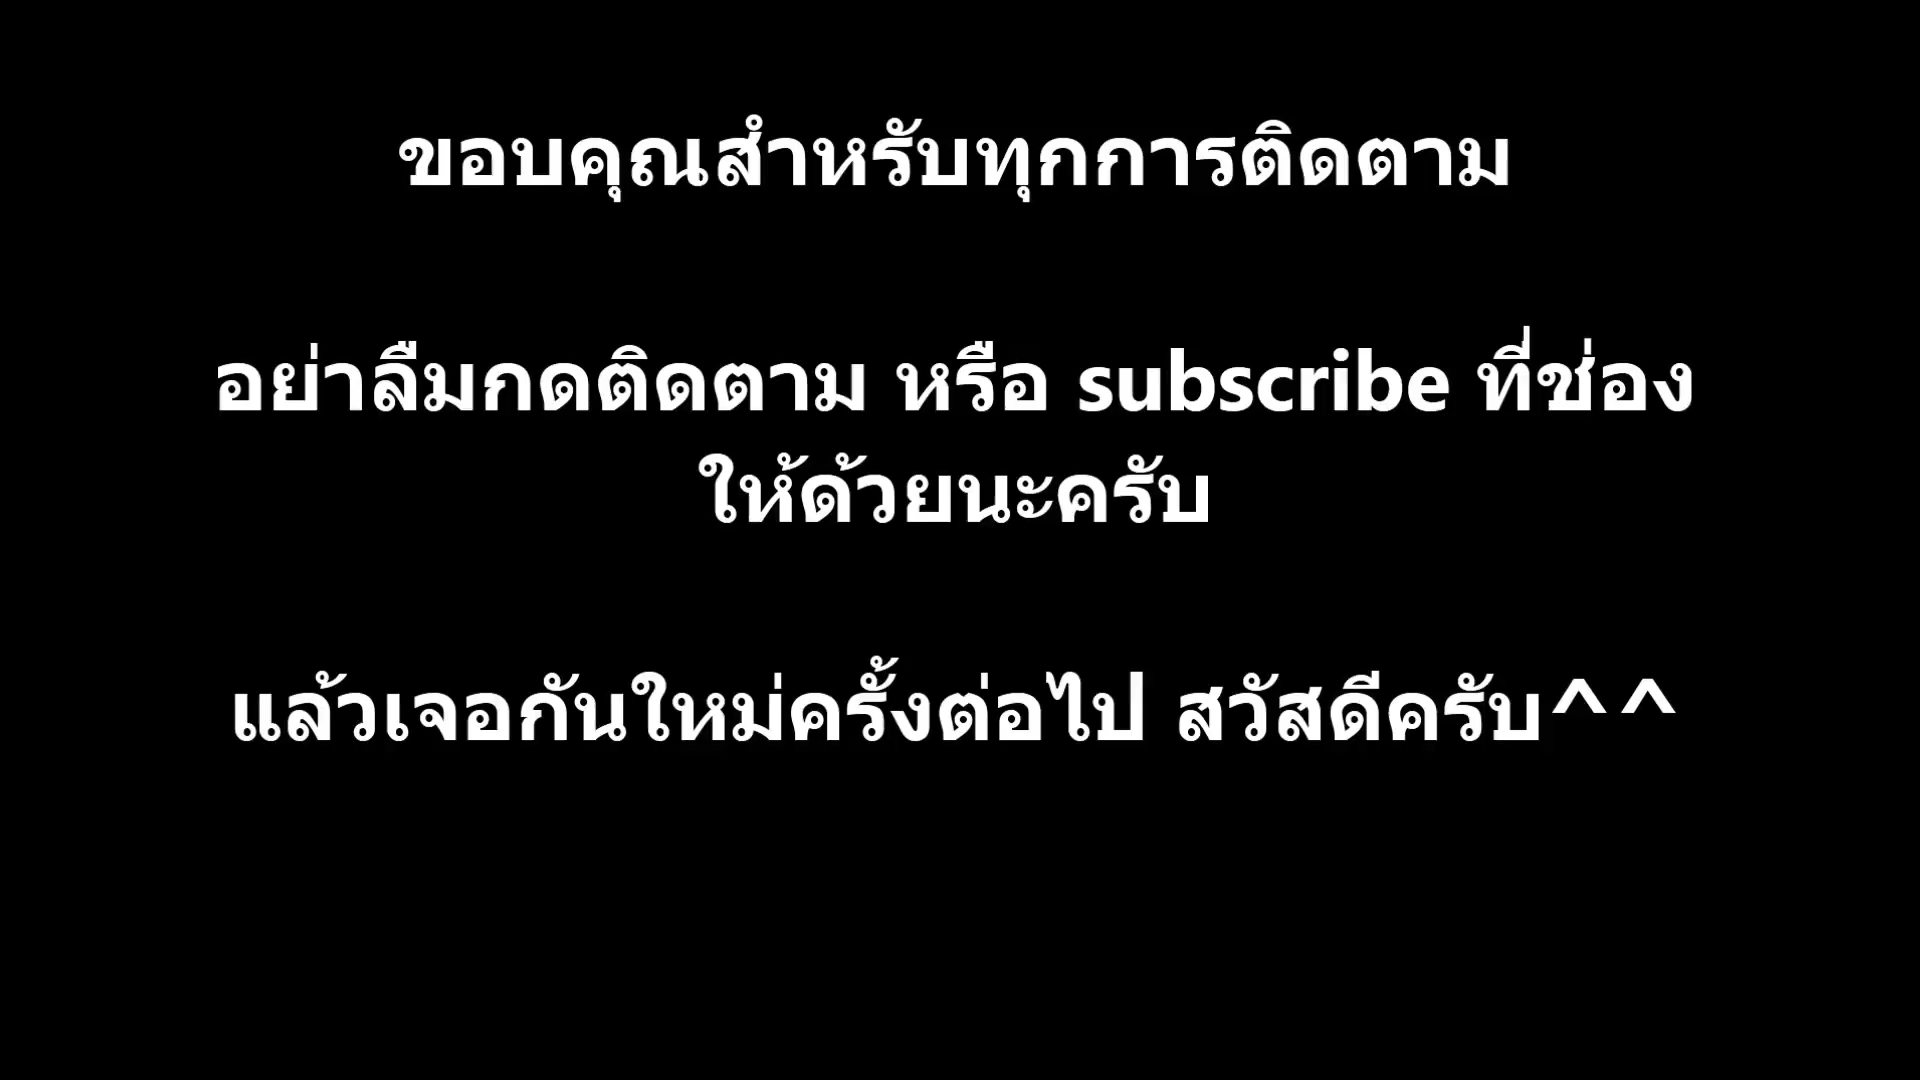 ขอบคุณสำหรับทุกการติดตาม
อย่าลืมกดติดตาม หรือ subscribe ที่ช่อง
ให้ด้วยนะครับ
แล้วเจอกันใหม่ครั้งต่อไป สวัสดีครับ^^